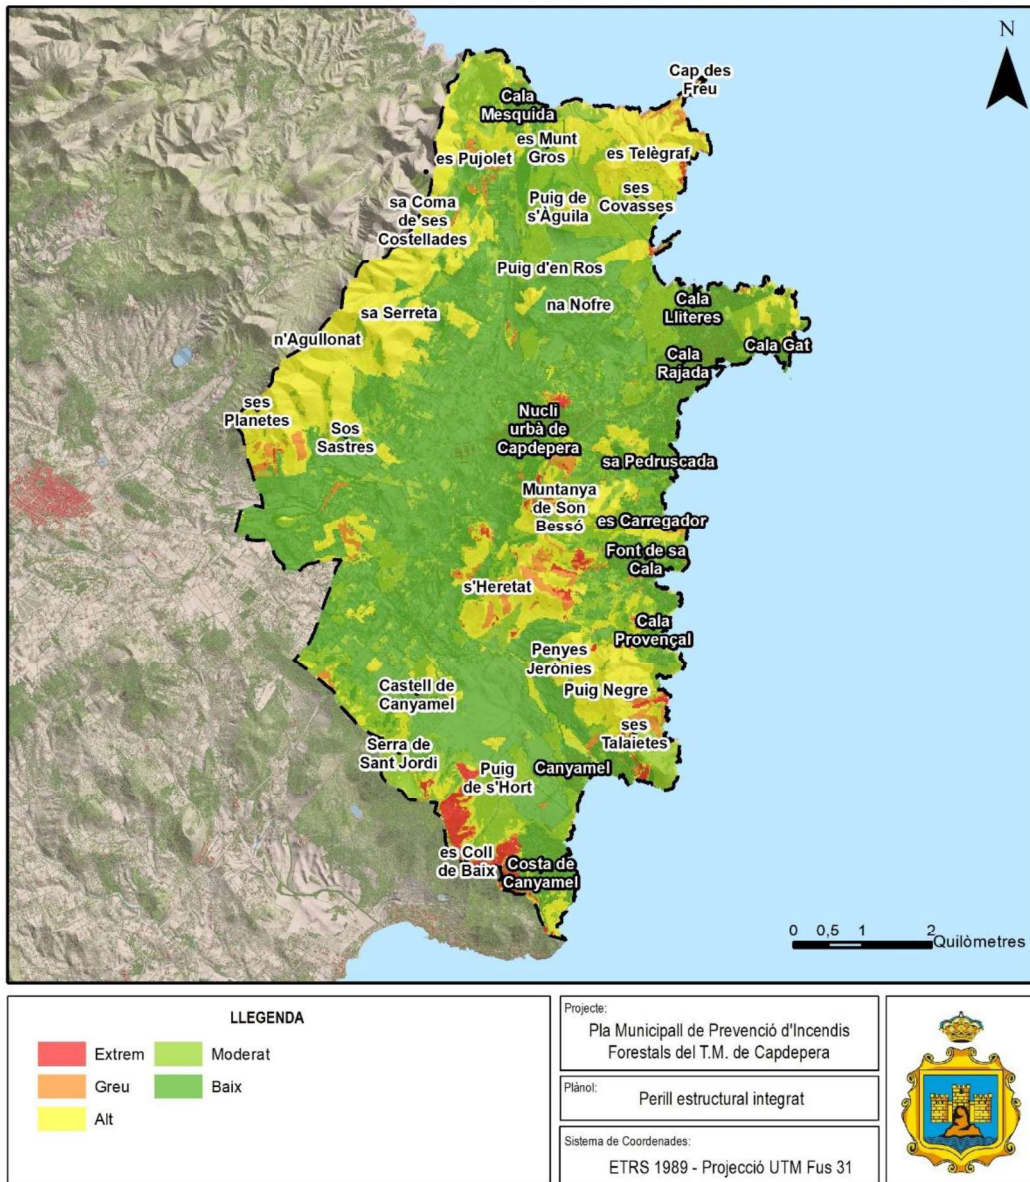 N
Cap des
Freu
Cala
Mesquida
es Munt
Gros
es Pujolet
es Telègraf
ses
Covasses
sa Coma
de ses
Costellades
Puig de
s'Àguila
Puig d'en Ros
na Nofre
Cala
Lliteres
sa Serreta
n'Agullonat
Cala Gat
Cala
Rajada
ses
Planetes
Sos
Sastres
Nucli
urbà de
Capdepera
sa Pedruscada
Muntanya
de Son
Bessó
es Carregador
Font de sa
Cala
s'Heretat
Cala
Provençal
Penyes
Jerònies
Puig Negre
Castell de
Canyamel
ses
Talaietes
Serra de
Sant Jordi
Puig
de s'Hort
Canyamel
es Coll
de Baix
Costa de
Canyamel
0 0,5 1 2
Quilòmetres
LLEGENDA
Extrem
Greu
Alt
Moderat
Baix
Projecte:
Pla Municipall de Prevenció d'Incendis
Forestals del T.M. de Capdepera
Plànol:
Perill estructural integrat
Sistema de Coordenades:
ETRS 1989 - Projecció UTM Fus 31